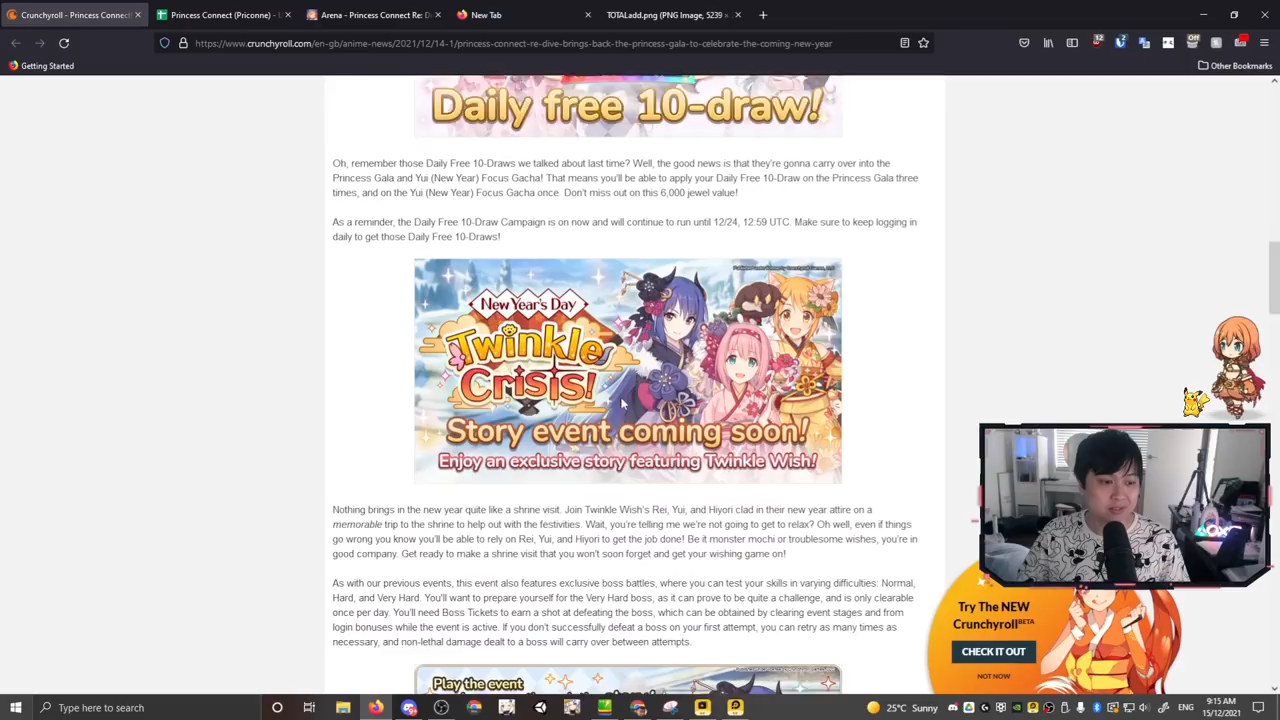 Crunchyroll - Princess Connect!
Princess Connect (Priconne) - L
Arena - Princess Connect Re: D
New Tab
TOTALadd.png (PNG Image, 5239 ×
https://www.crunchyroll.com/en-gb/anime-news/2021/12/14-1/princess-connect-re-dive-brings-back-the-princess-gala-to-celebrate-the-coming-new-year
Getting Started
Other Bookmarks
Daily free 10-draw!
Oh, remember those Daily Free 10-Draws we talked about last time? Well, the good news is that they're gonna carry over into the
Princess Gala and Yui (New Year) Focus Gacha! That means you'll be able to apply your Daily Free 10-Draw on the Princess Gala three
times, and on the Yui (New Year) Focus Gacha once. Don't miss out on this 6,000 jewel value!
As a reminder, the Daily Free 10-Draw Campaign is on now and will continue to run until 12/24, 12:59 UTC. Make sure to keep logging in
daily to get those Daily Free 10-Draws!
New Year's Day
Twinkle
Crisis!
Story event coming soon!
Enjoy an exclusive story featuring Twinkle Wish!
Nothing brings in the new year quite like a shrine visit. Join Twinkle Wish's Rei, Yui, and Hiyori clad in their new year attire on a
memorable trip to the shrine to help out with the festivities. Wait, you're telling me we're not going to get to relax? Oh well, even if things
go wrong you know you'll be able to rely on Rei, Yui, and Hiyori to get the job done! Be it monster mochi or troublesome wishes, you're in
good company. Get ready to make a shrine visit that you won't soon forget and get your wishing game on!
As with our previous events, this event also features exclusive boss battles, where you can test your skills in varying difficulties: Normal,
Hard, and Very Hard. You'll want to prepare yourself for the Very Hard boss, as it can prove to be quite a challenge, and is only clearable
once per day. You'll need Boss Tickets to earn a shot at defeating the boss, which can be obtained by clearing event stages and from
login bonuses while the event is active. If you don't successfully defeat a boss on your first attempt, you can retry as many times as
necessary, and non-lethal damage dealt to a boss will carry over between attempts.
Play the event
Try The NEW
Crunchyroll BETA
CHECK IT OUT
NOT NOW
Type here to search
25°C Sunny
9:15 AM
15/12/2021